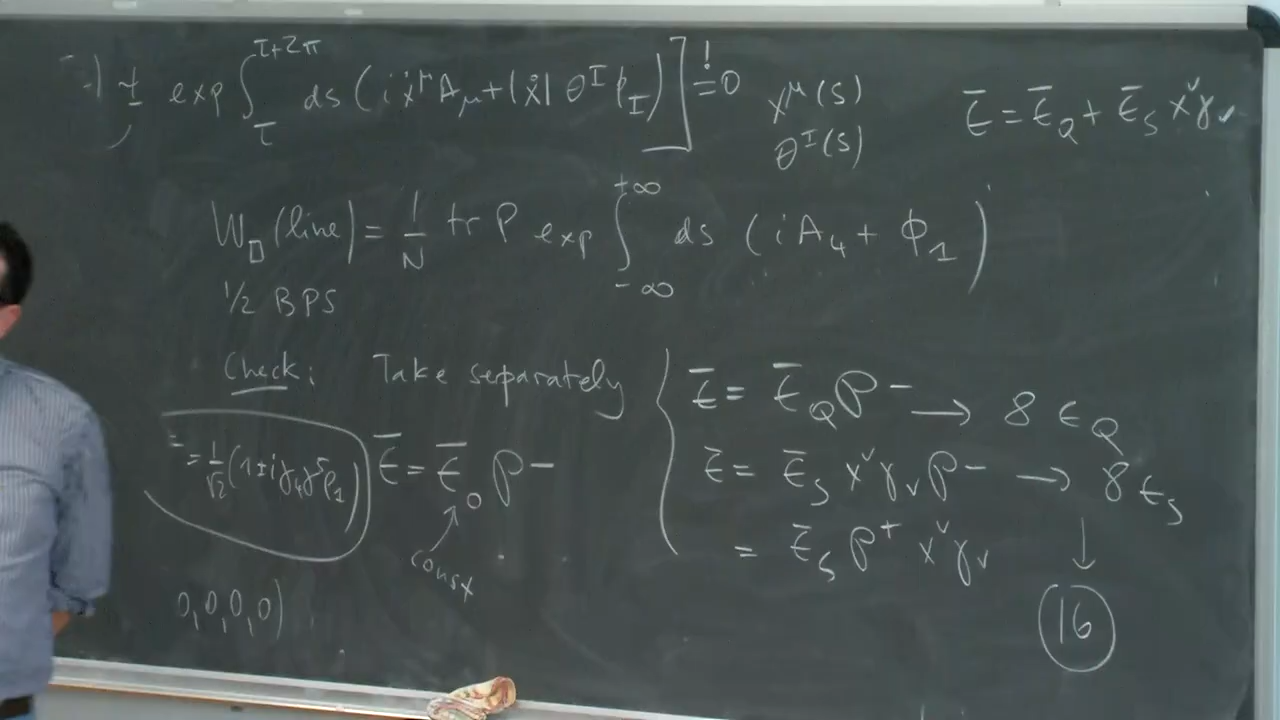 exp ∫_τ^{τ+2π} ds (i ẋ^μ A_μ + |ẋ| θ^I ϕ_I) ] =! 0 x^μ(s) ε̄ = ε̄_Q + ε̄_S x^ν γ_ν
θ^I(s)
W_□(line) = 1/N tr P exp ∫_{-∞}^{+∞} ds (i A_4 + Φ_1)
1/2 BPS
Check: Take separately { ε̄ = ε̄_Q P^- → 8 ε_Q
= 1/√2 (1 ± i γ_4 γ^5 ρ_1) ε̄ = ε̄_0 P^- ε̄ = ε̄_S x^ν γ_ν P^- → 8 ε_S
const = ε̄_S P^+ x^ν γ_ν ↓
0,0,0,0) 16